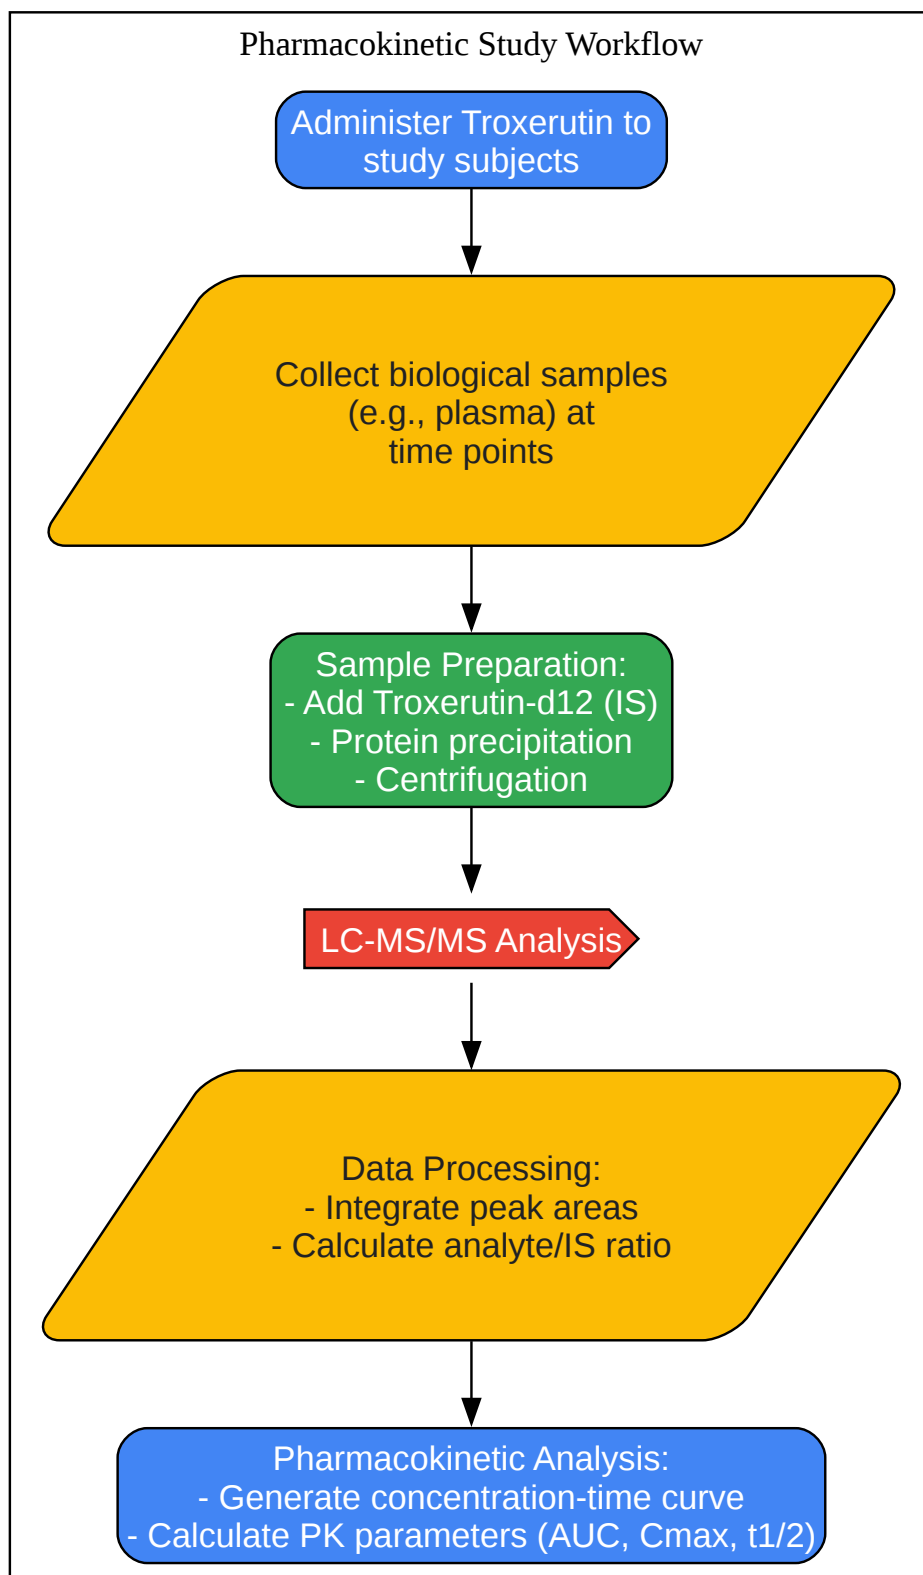 Pharmacokinetic Study Workflow
Administer Troxerutin to
study subjects
Collect biological samples
(e.g., plasma) at
time points
Sample Preparation:
- Add Troxerutin-d12 (IS)
- Protein precipitation
- Centrifugation
LC-MS/MS Analysis
Data Processing:
- Integrate peak areas
- Calculate analyte/IS ratio
Pharmacokinetic Analysis:
- Generate concentration-time curve
- Calculate PK parameters (AUC, Cmax, t1/2)